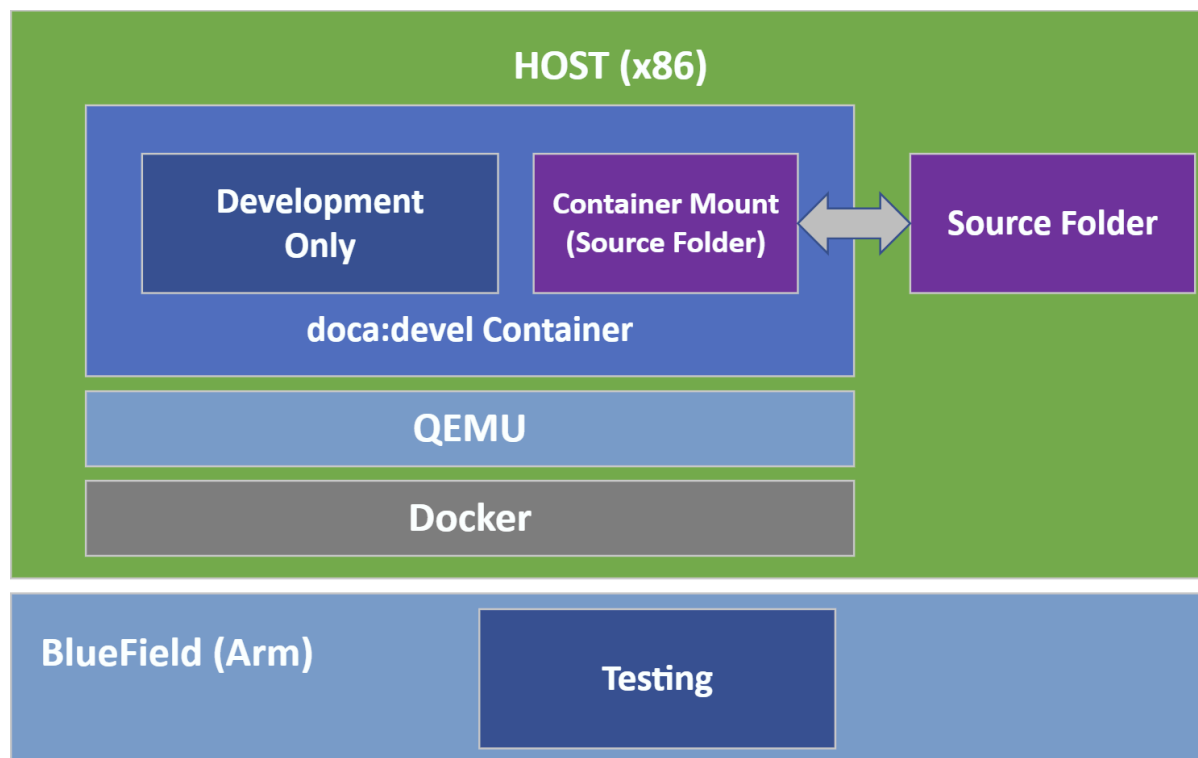 HOST (x86)
Development
Only
Container Mount
(Source Folder)
Source Folder
doca:devel Container
QEMU
Docker
BlueField (Arm)
Testing